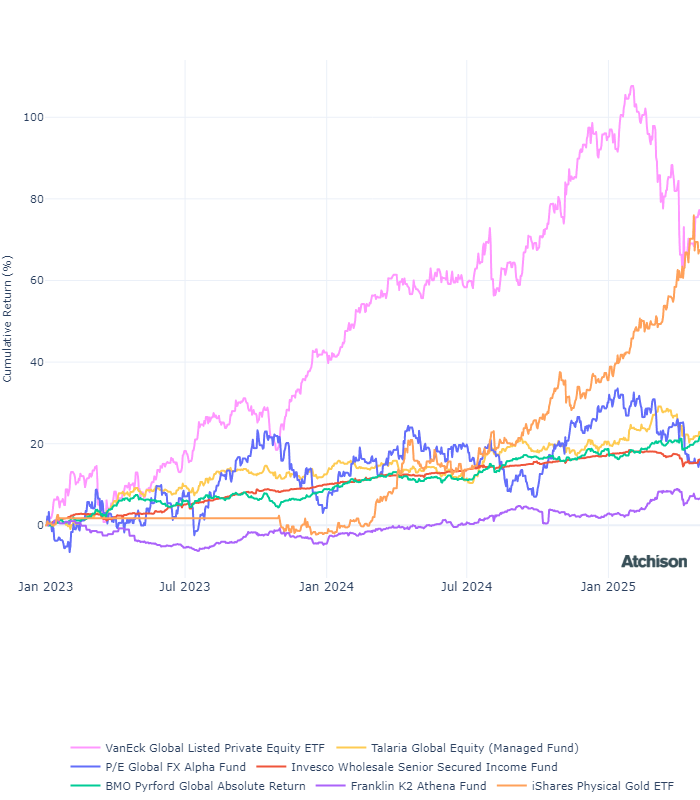 100
80
60
40
20
0
Cumulative Return (%)
Atchison
Jan 2023 Jul 2023 Jan 2024 Jul 2024 Jan 2025
VanEck Global Listed Private Equity ETF Talaria Global Equity (Managed Fund)
P/E Global FX Alpha Fund Invesco Wholesale Senior Secured Income Fund
BMO Pyrford Global Absolute Return Franklin K2 Athena Fund iShares Physical Gold ETF